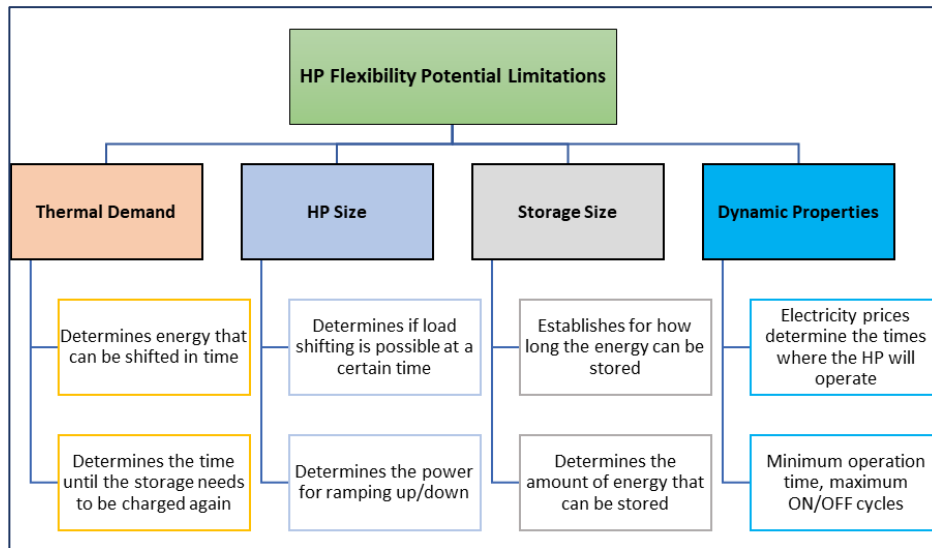 HP Flexibility Potential Limitations
Thermal Demand
HP Size
Storage Size
Dynamic Properties
Determines energy that
can be shifted in time
Determines if load
shifting is possible at a
certain time
Establishes for how
long the energy can be
stored
Electricity prices
determine the times
where the HP will
operate
Determines the time
until the storage needs
to be charged again
Determines the power
for ramping up/down
Determines the
amount of energy that
can be stored
Minimum operation
time, maximum
ON/OFF cycles